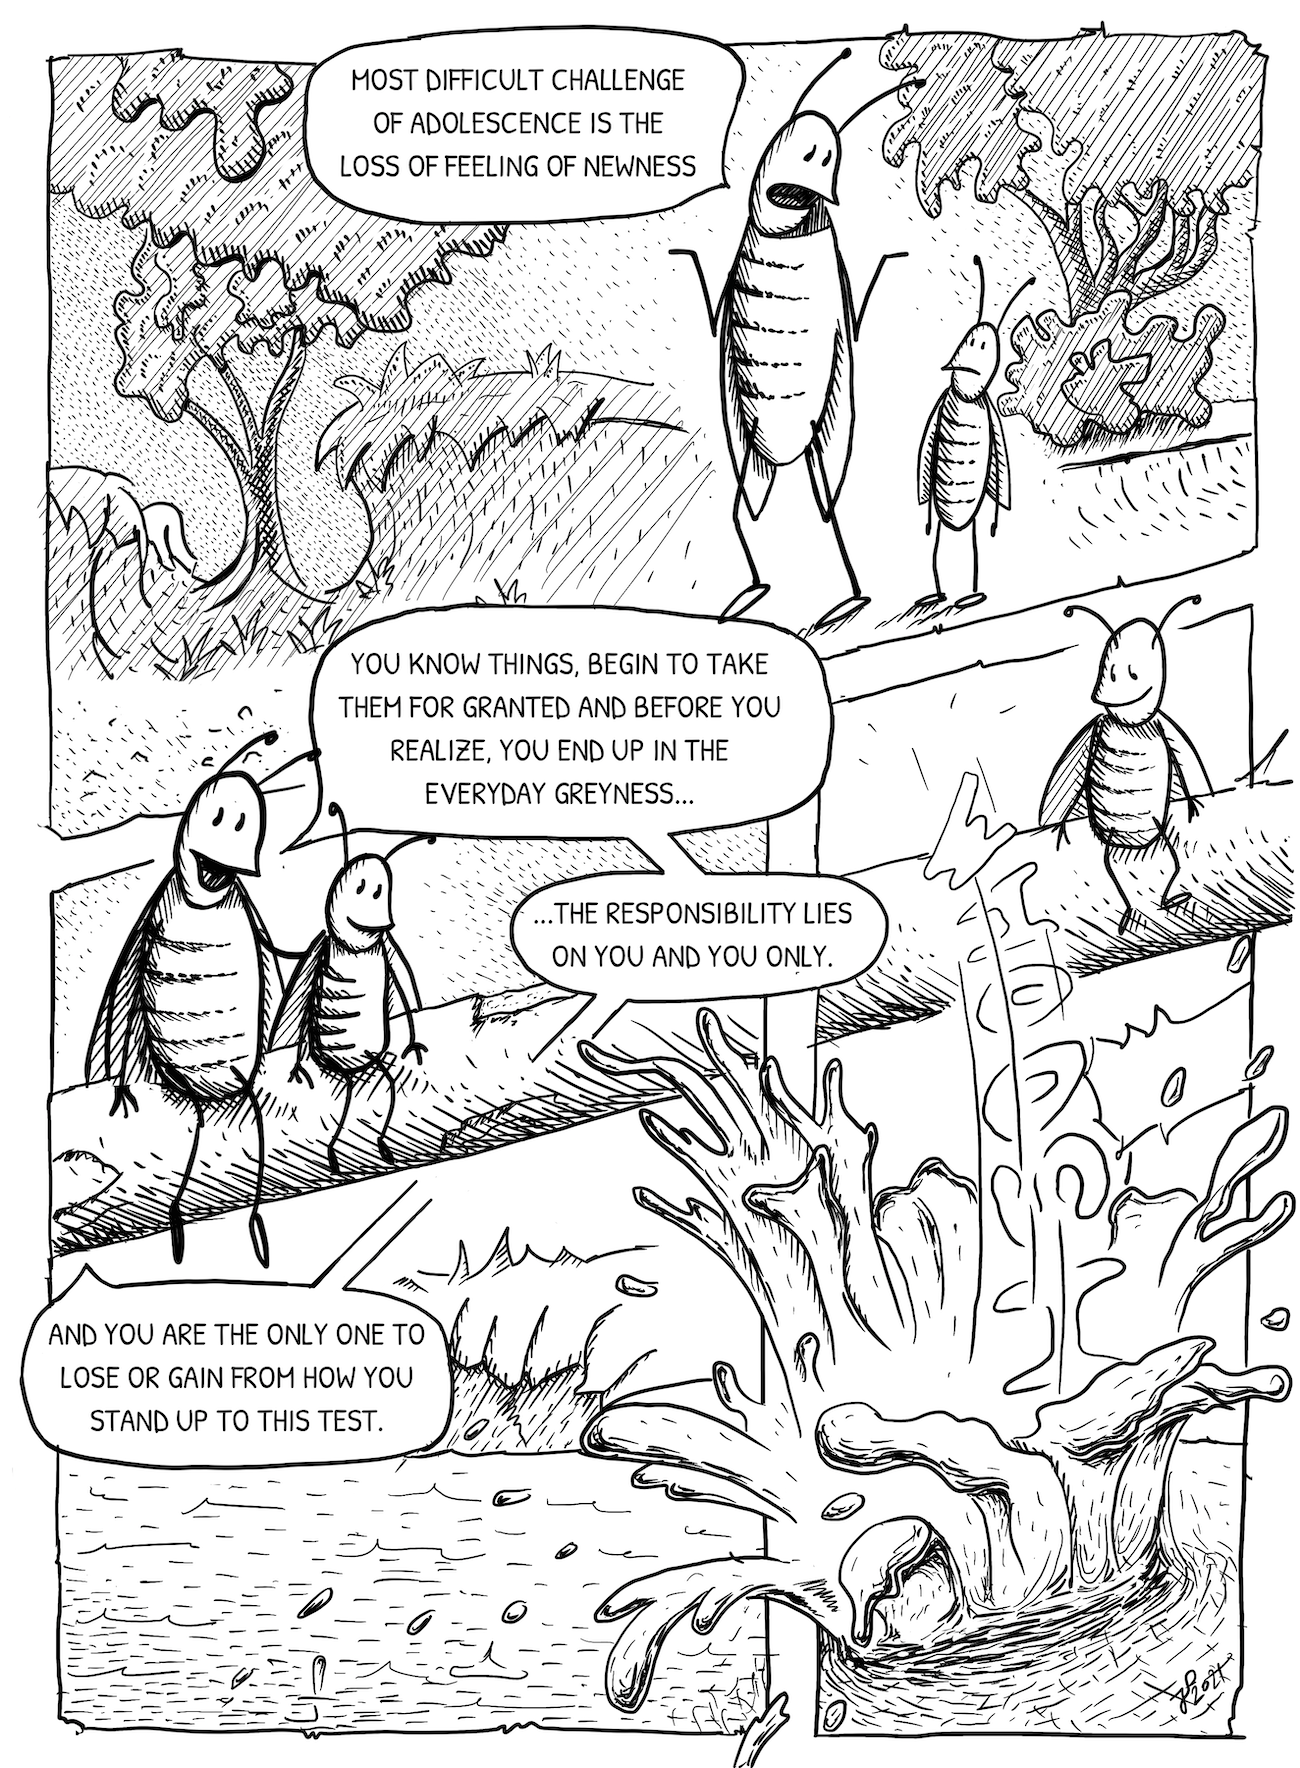 MOST DIFFICULT CHALLENGE
OF ADOLESCENCE IS THE
LOSS OF FEELING OF NEWNESS
YOU KNOW THINGS, BEGIN TO TAKE
THEM FOR GRANTED AND BEFORE YOU
REALIZE, YOU END UP IN THE
EVERYDAY GREYNESS...
...THE RESPONSIBILITY LIES
ON YOU AND YOU ONLY.
AND YOU ARE THE ONLY ONE TO
LOSE OR GAIN FROM HOW YOU
STAND UP TO THIS TEST.
2021